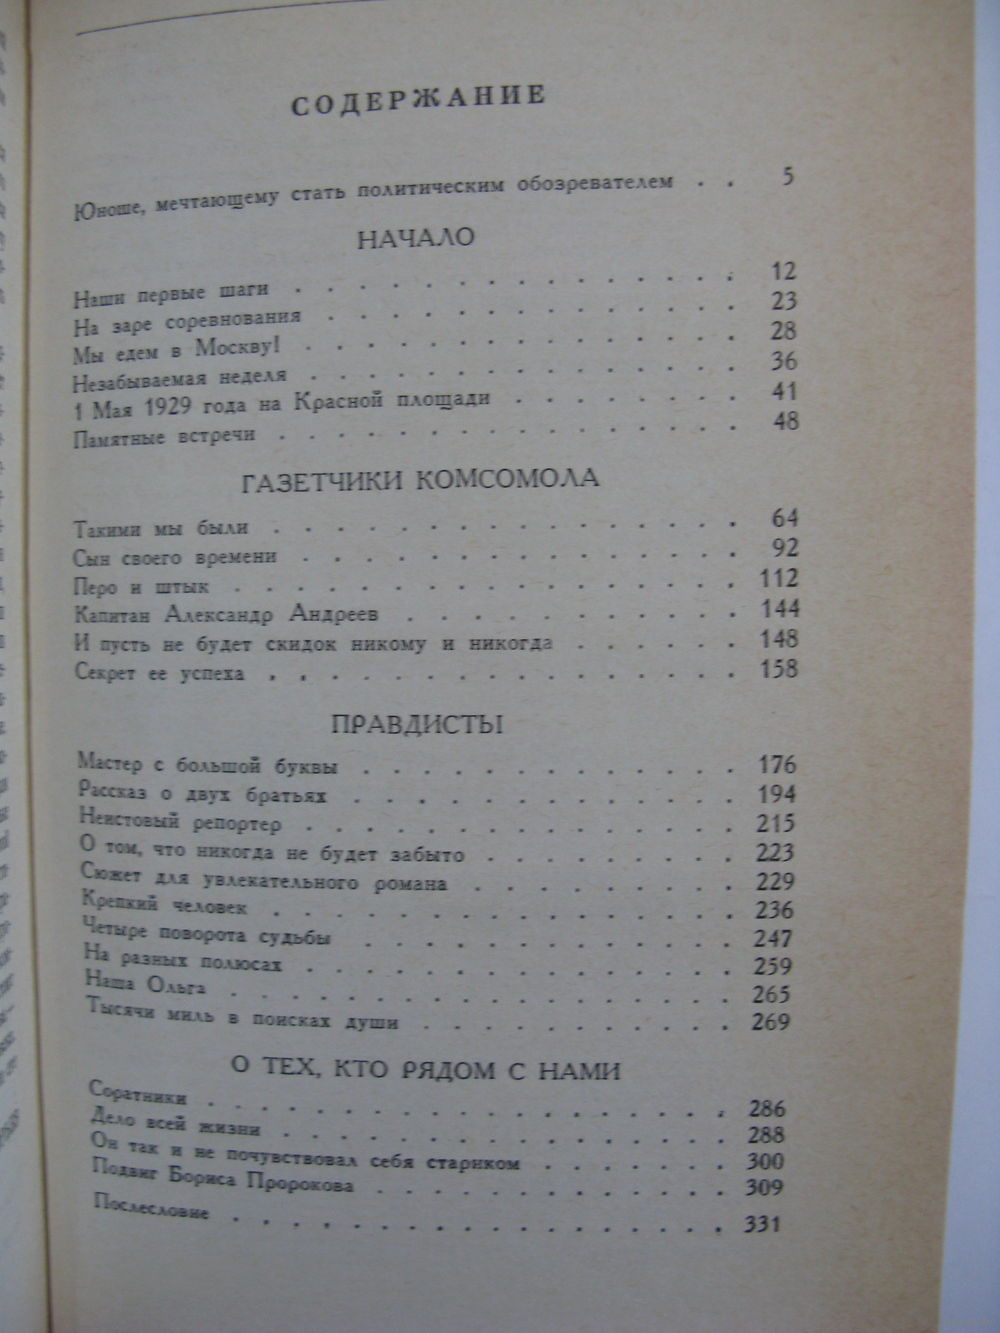 СОДЕРЖАНИЕ
Юноше, мечтающему стать политическим обозревателем . . 5
НАЧАЛО
Наши первые шаги . . . . . . . . . . . . . . . 12
На заре соревнования . . . . . . . . . . . . . . 23
Мы едем в Москву! . . . . . . . . . . . . . . 28
Незабываемая неделя . . . . . . . . . . . . . . 36
1 Мая 1929 года на Красной площади . . . . . . . . 41
Памятные встречи . . . . . . . . . . . . . . . 48
ГАЗЕТЧИКИ КОМСОМОЛА
Такими мы были . . . . . . . . . . . . . . . 64
Сын своего времени . . . . . . . . . . . . . . 92
Перо и штык . . . . . . . . . . . . . . . . 112
Капитан Александр Андреев . . . . . . . . . . . 144
И пусть не будет скидок никому и никогда . . . . . . 148
Секрет ее успеха . . . . . . . . . . . . . . . 158
ПРАВДИСТЫ
Мастер с большой буквы . . . . . . . . . . . . 176
Рассказ о двух братьях . . . . . . . . . . . . . 194
Неистовый репортер . . . . . . . . . . . . . . 215
О том, что никогда не будет забыто . . . . . . . . 223
Сюжет для увлекательного романа . . . . . . . . . 229
Крепкий человек . . . . . . . . . . . . . . . 236
Четыре поворота судьбы . . . . . . . . . . . . 247
На разных полюсах . . . . . . . . . . . . . . 259
Наша Ольга . . . . . . . . . . . . . . . . 265
Тысячи миль в поисках души . . . . . . . . . . . 269
О ТЕХ, КТО РЯДОМ С НАМИ
Соратники . . . . . . . . . . . . . . . . . 286
Дело всей жизни . . . . . . . . . . . . . . . 288
Он так и не почувствовал себя стариком . . . . . . . 300
Подвиг Бориса Пророкова . . . . . . . . . . . . 309
Послесловие . . . . . . . . . . . . . . . . 331